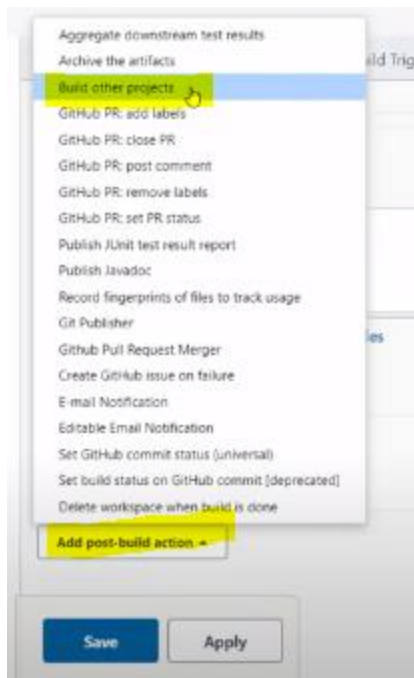 Aggregate downstream test results
Archive the artifacts
Build other projects
GitHub PR: add labels
GitHub PR: close PR
GitHub PR: post comment
GitHub PR: remove labels
GitHub PR: set PR status
Publish JUnit test result report
Publish Javadoc
Record fingerprints of files to track usage
Git Publisher
Github Pull Request Merger
Create GitHub issue on failure
E-mail Notification
Editable Email Notification
Set GitHub commit status (universal)
Set build status on GitHub commit [deprecated]
Delete workspace when build is done
Add post-build action
Save
Apply